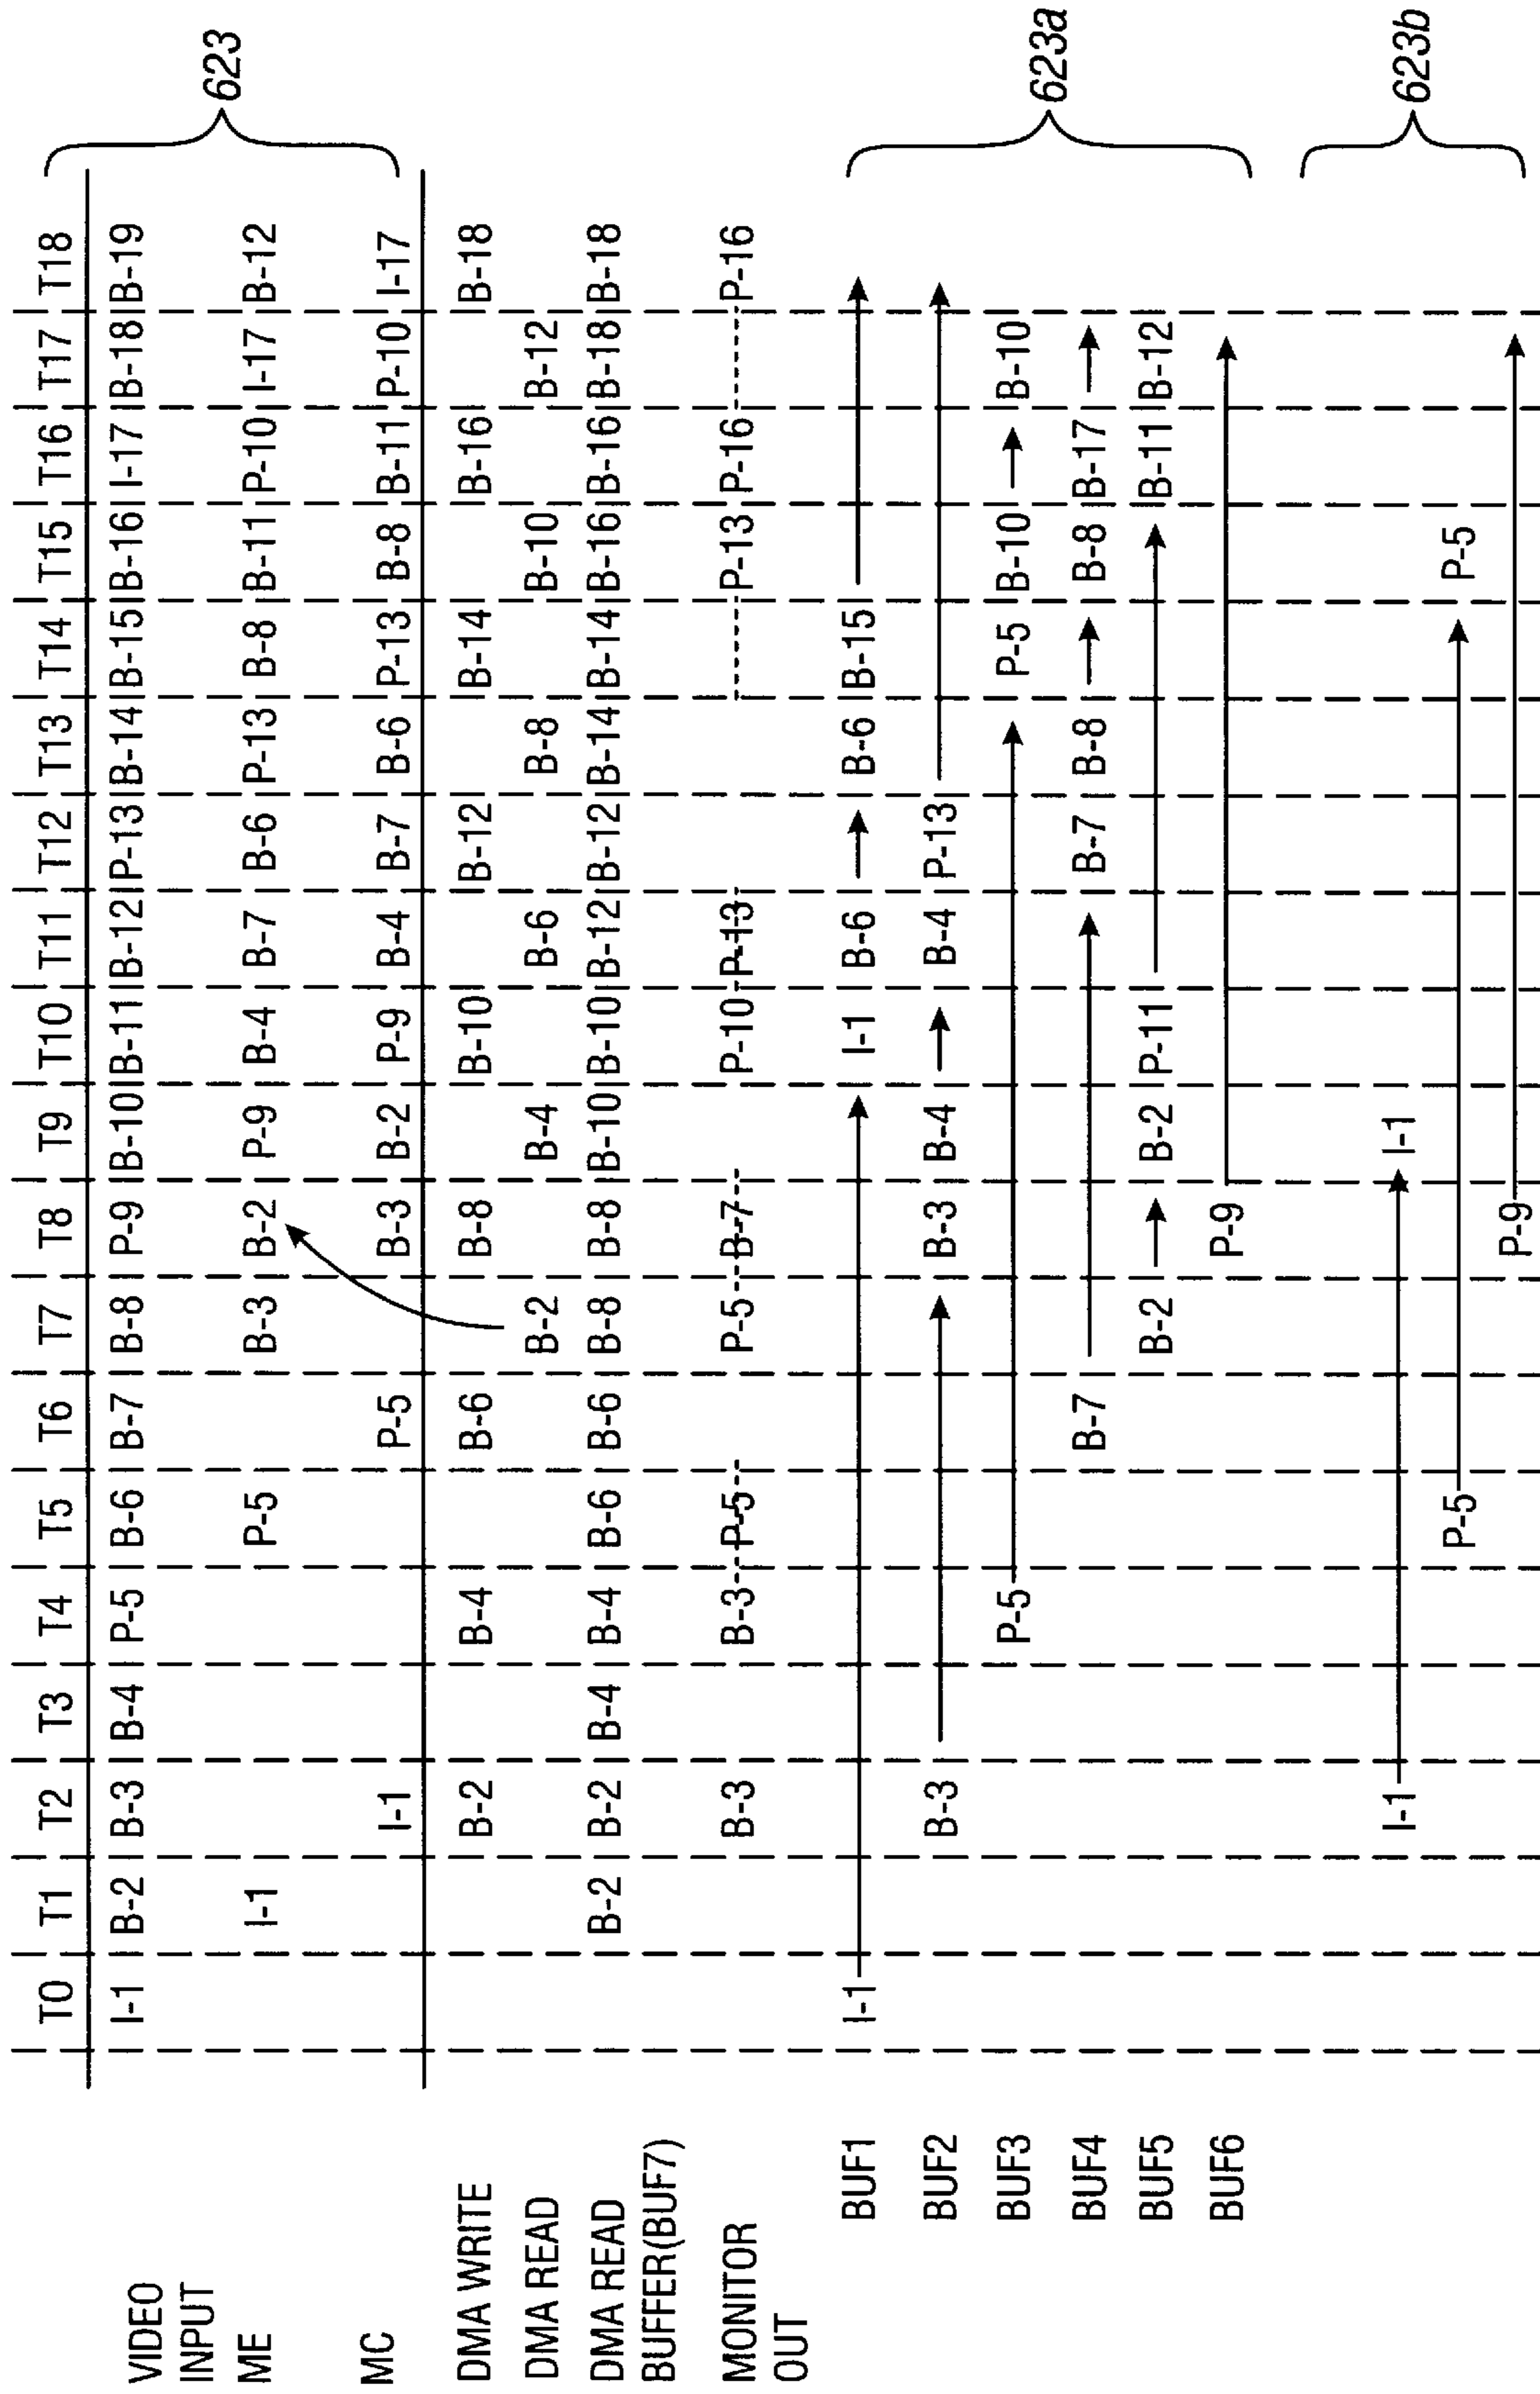 T0 T1 T2 T3 T4 T5 T6 T7 T8 T9 T10 T11 T12 T13 T14 T15 T16 T17 T18
VIDEO INPUT I-1 B-2 B-3 B-4 P-5 B-6 B-7 B-8 P-9 B-10 B-11 B-12 P-13 B-14 B-15 B-16 I-17 B-18 B-19
623
ME I-1 P-5 B-3 B-2 P-9 B-4 B-7 B-6 P-13 B-8 B-11 P-10 I-17 B-12
MC I-1 P-5 B-3 B-2 P-9 B-4 B-7 B-6 P-13 B-8 B-11 P-10 I-17
DMA WRITE B-2 B-4 B-6 B-8 B-10 B-12 B-14 B-16 B-18
DMA READ B-2 B-4 B-6 B-8 B-10 B-12
DMA READ BUFFER(BUF7) B-2 B-2 B-4 B-4 B-6 B-6 B-8 B-8 B-10 B-10 B-12 B-12 B-14 B-14 B-16 B-16 B-18 B-18
MONITOR OUT B-3 B-3 P-5 P-5 B-7 P-10 P-13 P-13 P-16 P-16
BUF1 I-1 I-1 B-6 B-6 B-15
BUF2 B-3 B-3 B-4 B-4 P-13
BUF3 P-5 P-5 B-10 B-10
623a
BUF4 B-7 B-7 B-8 B-8 B-17
BUF5 B-2 B-2 P-11 B-11 B-12
BUF6 P-9
I-1 I-1
623b
P-5 P-5
P-9